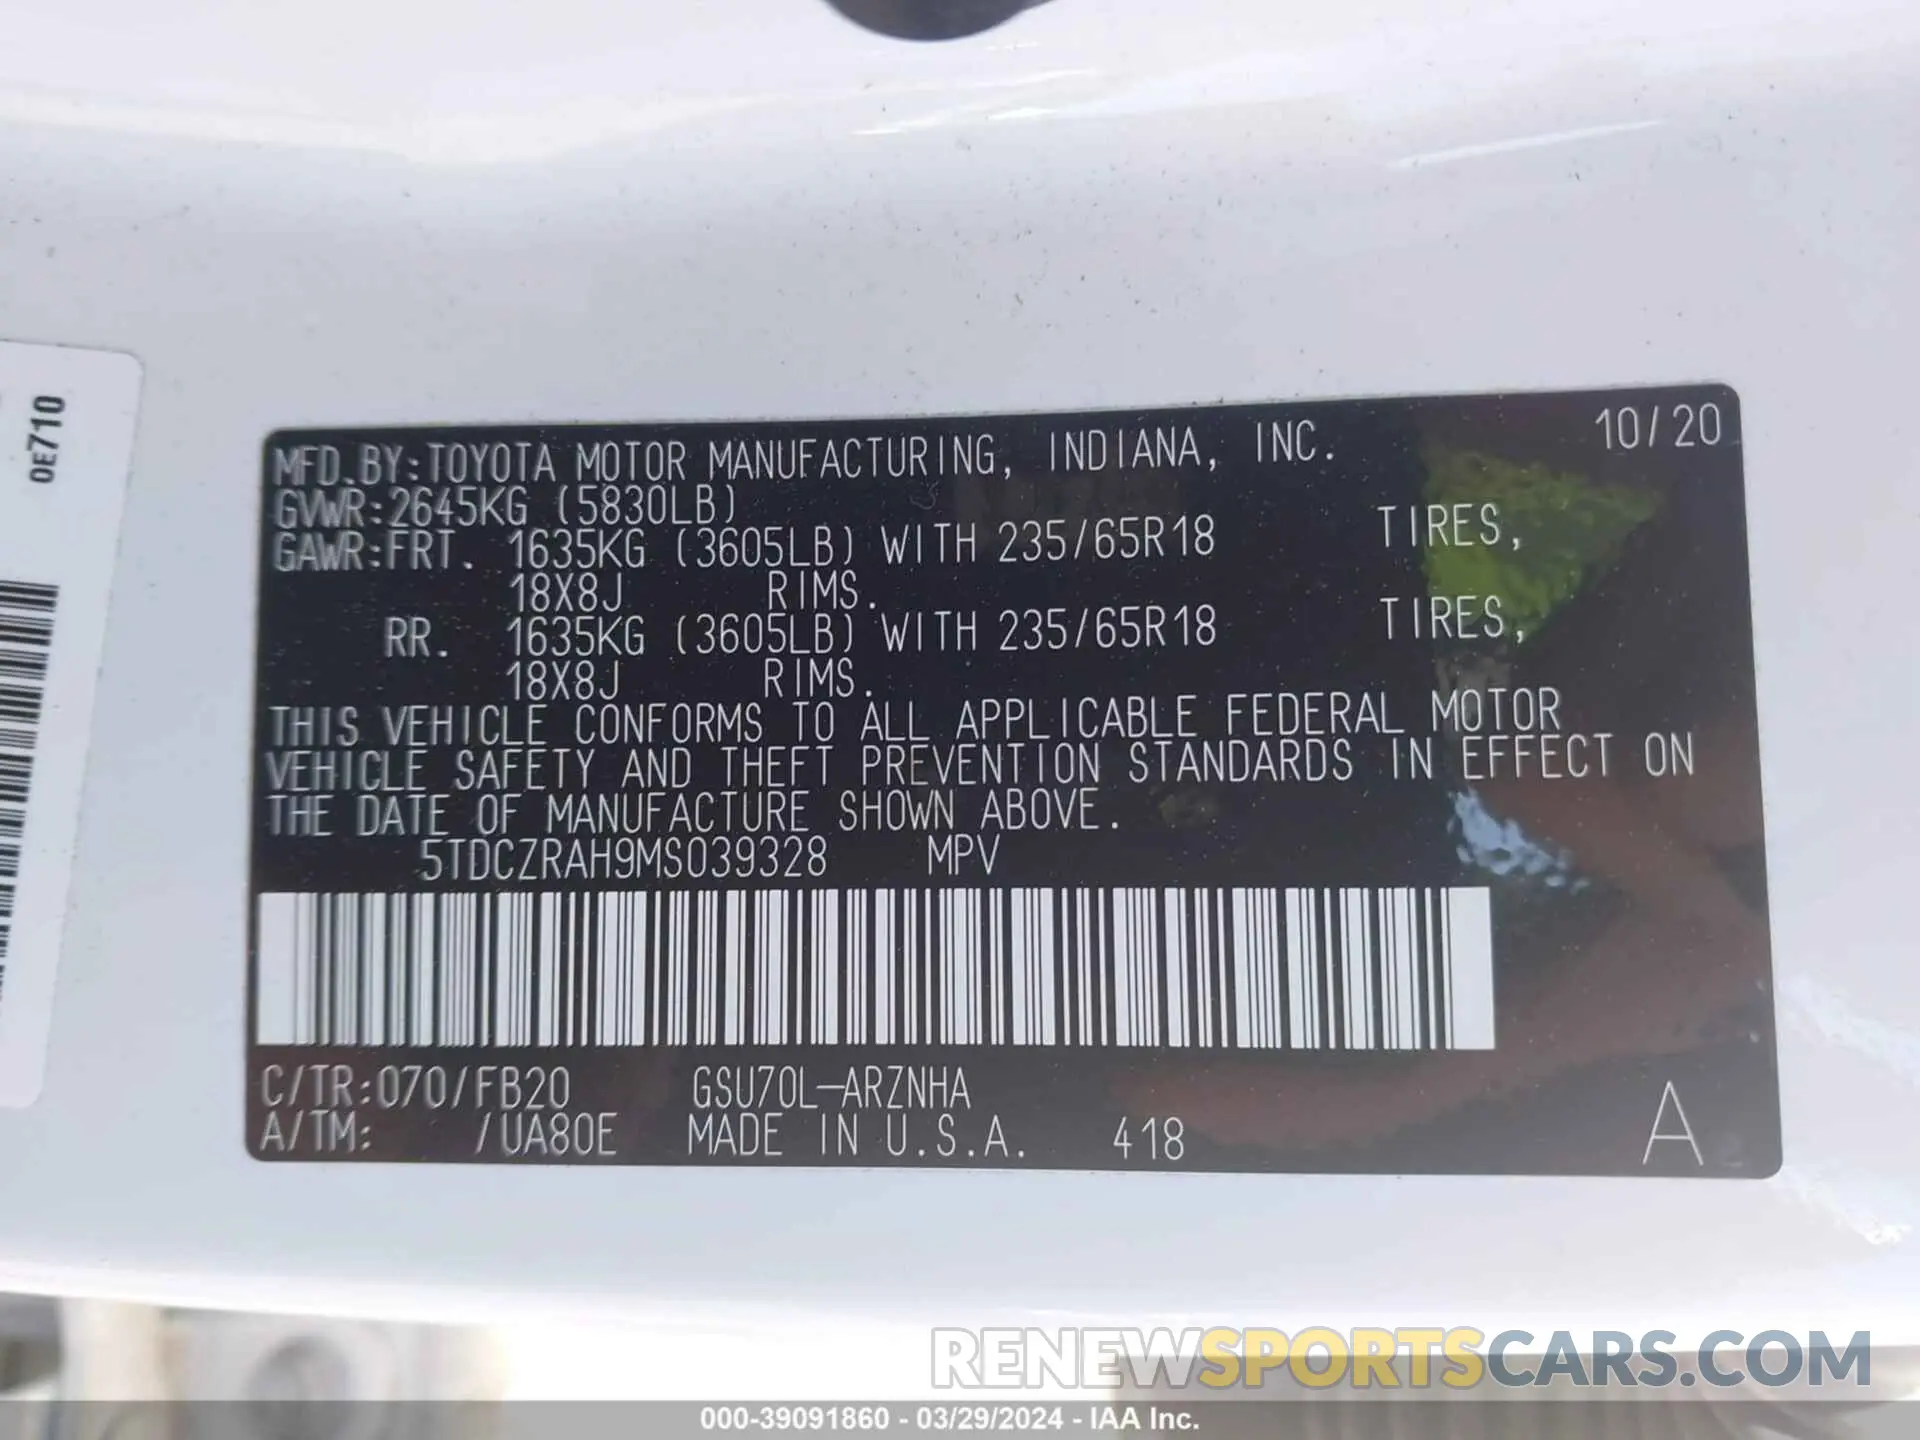 0E710
MFD.BY:TOYOTA MOTOR MANUFACTURING, INDIANA, INC. 10/20
GVWR:2645KG (5830LB)
GAWR:FRT. 1635KG (3605LB) WITH 235/65R18 TIRES,
18X8J RIMS.
RR. 1635KG (3605LB) WITH 235/65R18 TIRES,
18X8J RIMS.
THIS VEHICLE CONFORMS TO ALL APPLICABLE FEDERAL MOTOR
VEHICLE SAFETY AND THEFT PREVENTION STANDARDS IN EFFECT ON
THE DATE OF MANUFACTURE SHOWN ABOVE.
5TDCZRAH9MS039328 MPV
C/TR:070/FB20 GSU70L-ARZNHA
A/TM: /UA80E MADE IN U.S.A. 418 A
RENEWSPORTSCARS.COM
000-39091860 - 03/29/2024 - IAA Inc.